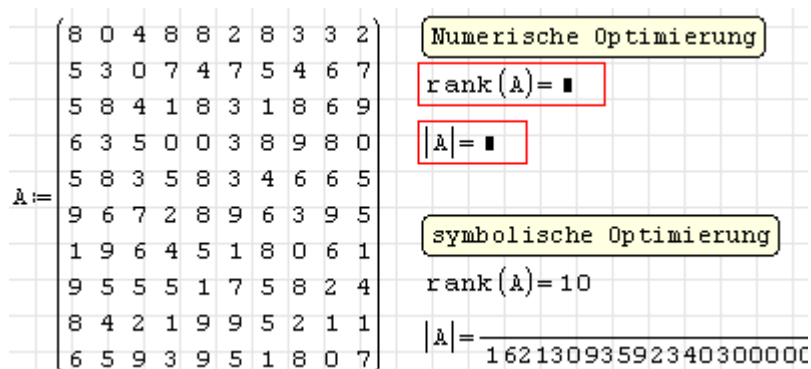 A:=
8 0 4 8 8 2 8 3 3 2
5 3 0 7 4 7 5 4 6 7
5 8 4 1 8 3 1 8 6 9
6 3 5 0 0 3 8 9 8 0
5 8 3 5 8 3 4 6 6 5
9 6 7 2 8 9 6 3 9 5
1 9 6 4 5 1 8 0 6 1
9 5 5 5 1 7 5 8 2 4
8 4 2 1 9 9 5 2 1 1
6 5 9 3 9 5 1 8 0 7
Numerische Optimierung
rank(A)=∎
|A|=∎
symbolische Optimierung
rank(A)=10
|A|=
16213093592340300000